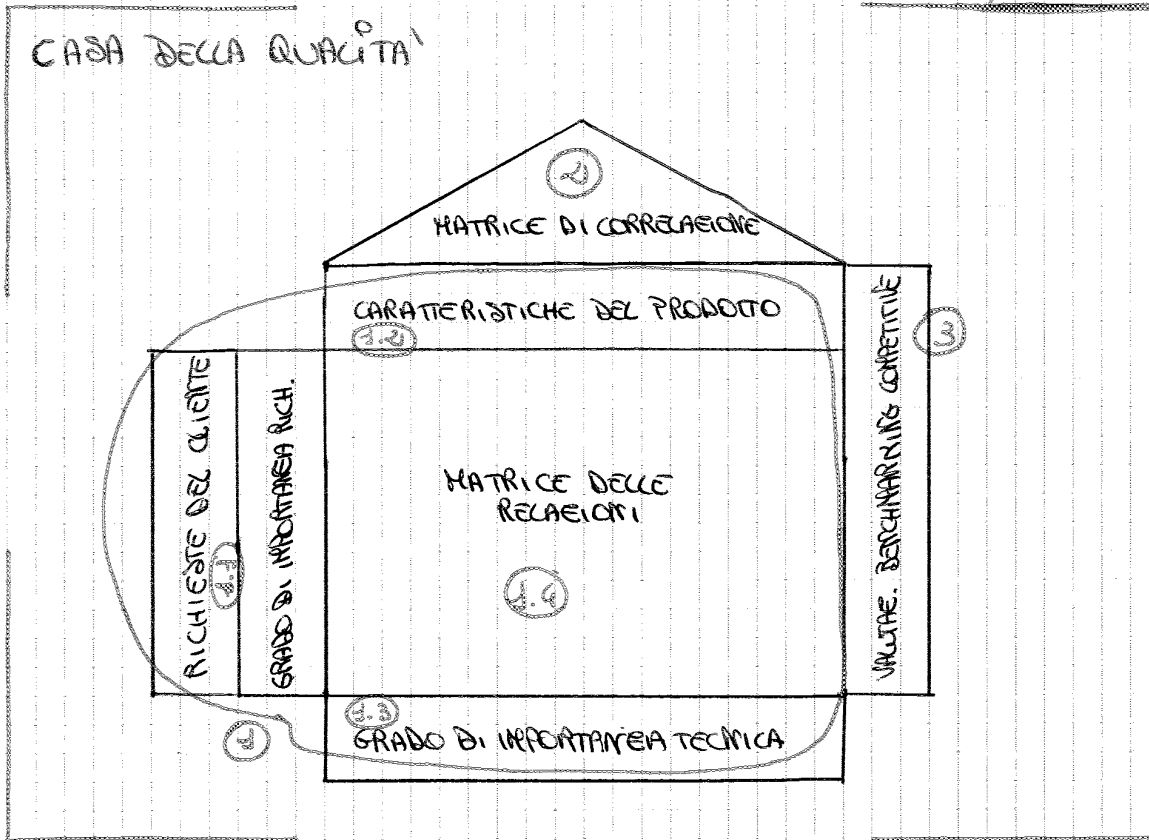 CASA DELLA QUALITA'
2
MATRICE DI CORRELAZIONE
CARATTERISTICHE DEL PRODOTTO
1.2
3
RICHIESTE DEL CLIENTE
1.1
GRADO DI IMPORTANZA RICH.
MATRICE DELLE
RELAZIONI
1.4
VALUTAZ. BENCHMARKING COMPETITIVE
1.3
1
GRADO DI IMPORTANZA TECNICA